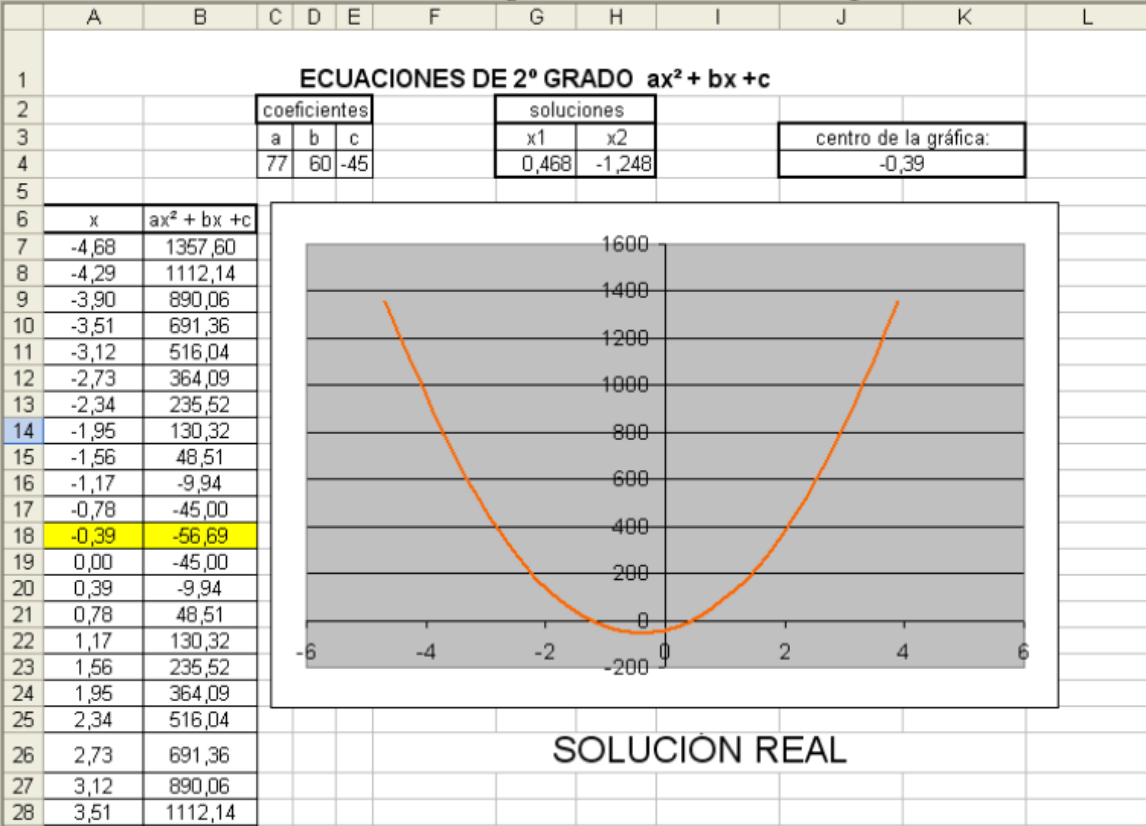 A B C D E F G H I J K L
1 ECUACIONES DE 2º GRADO ax² + bx +c
2 coeficientes soluciones
3 a b c x1 x2 centro de la gráfica:
4 77 60 -45 0,468 -1,248 -0,39
5
6 x ax² + bx +c
7 -4,68 1357,60
8 -4,29 1112,14
9 -3,90 890,06
10 -3,51 691,36
11 -3,12 516,04
12 -2,73 364,09
13 -2,34 235,52
14 -1,95 130,32
15 -1,56 48,51
16 -1,17 -9,94
17 -0,78 -45,00
18 -0,39 -56,69
19 0,00 -45,00
20 0,39 -9,94
21 0,78 48,51
22 1,17 130,32
23 1,56 235,52
24 1,95 364,09
25 2,34 516,04
26 2,73 691,36
27 3,12 890,06
28 3,51 1112,14
1600
1400
1200
1000
800
600
400
200
0
-200
-6 -4 -2 0 2 4 6
SOLUCIÓN REAL